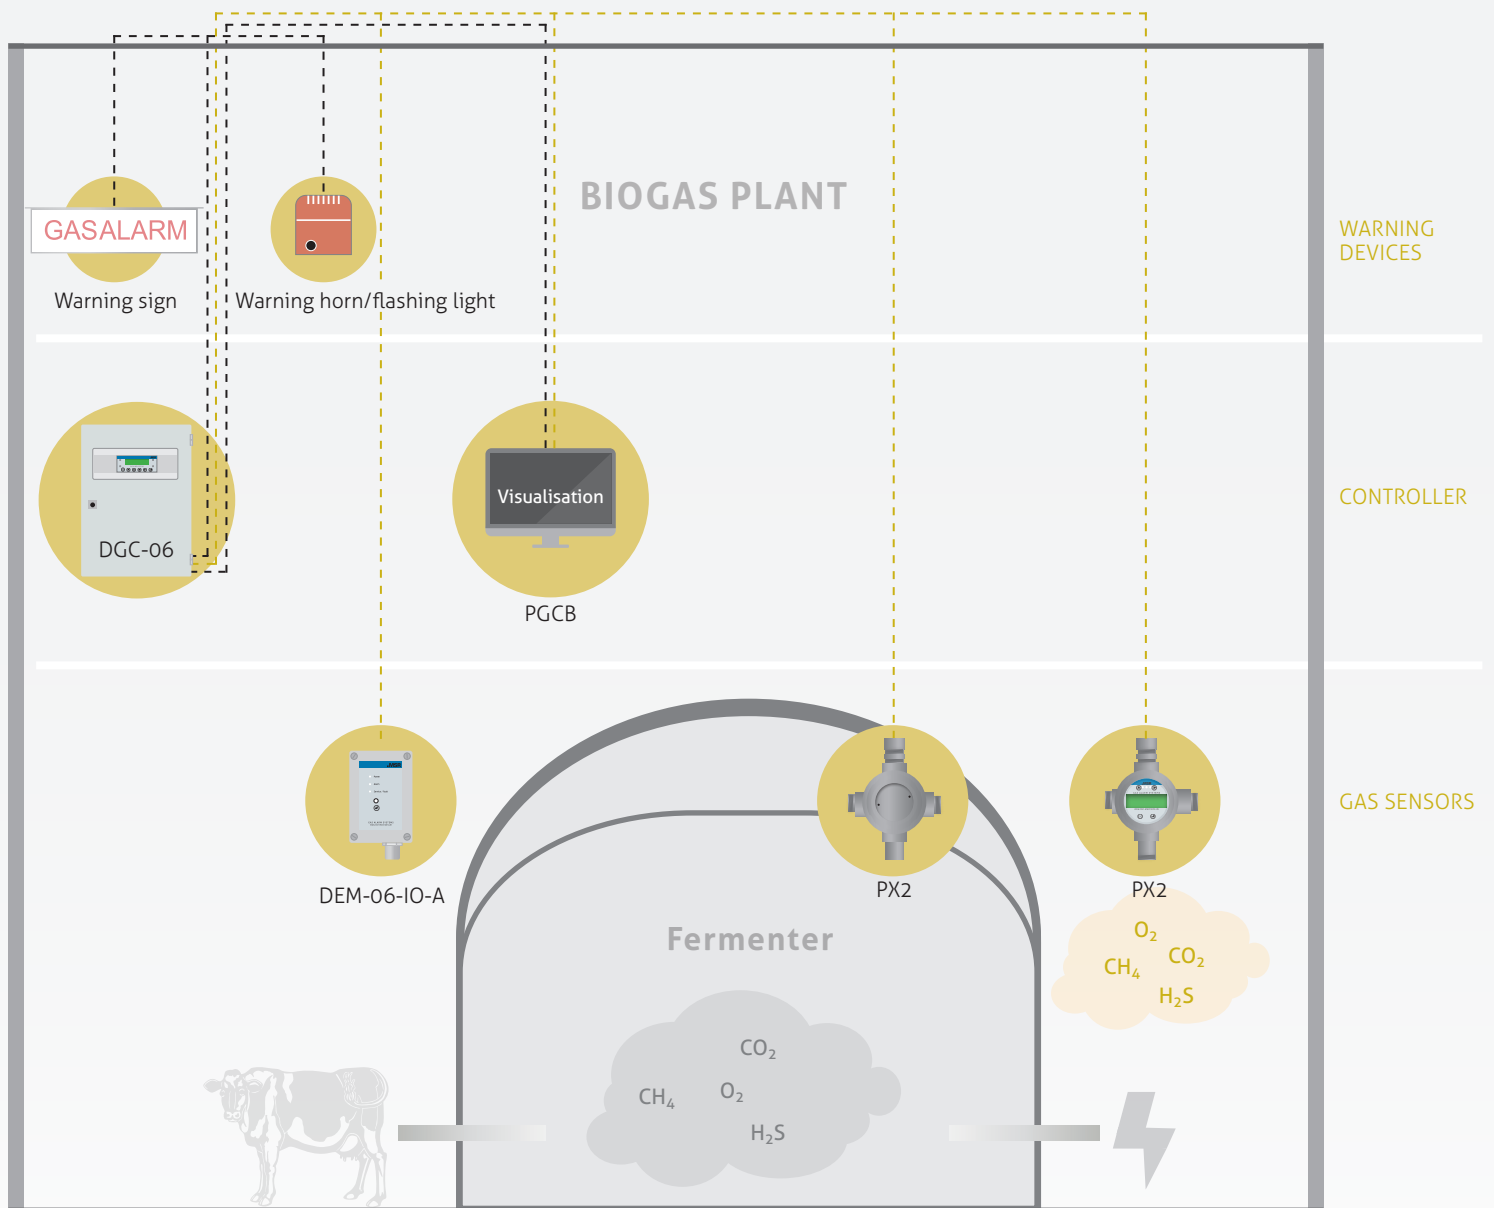 BIOGAS PLANT
GASALARM
Warning sign
Warning horn/flashing light
WARNING
DEVICES
DGC-06
Visualisation
PGCB
CONTROLLER
DEM-06-IO-A
PX2
PX2
GAS SENSORS
Fermenter
O₂
CH₄
CO₂
H₂S
CO₂
CH₄
O₂
H₂S